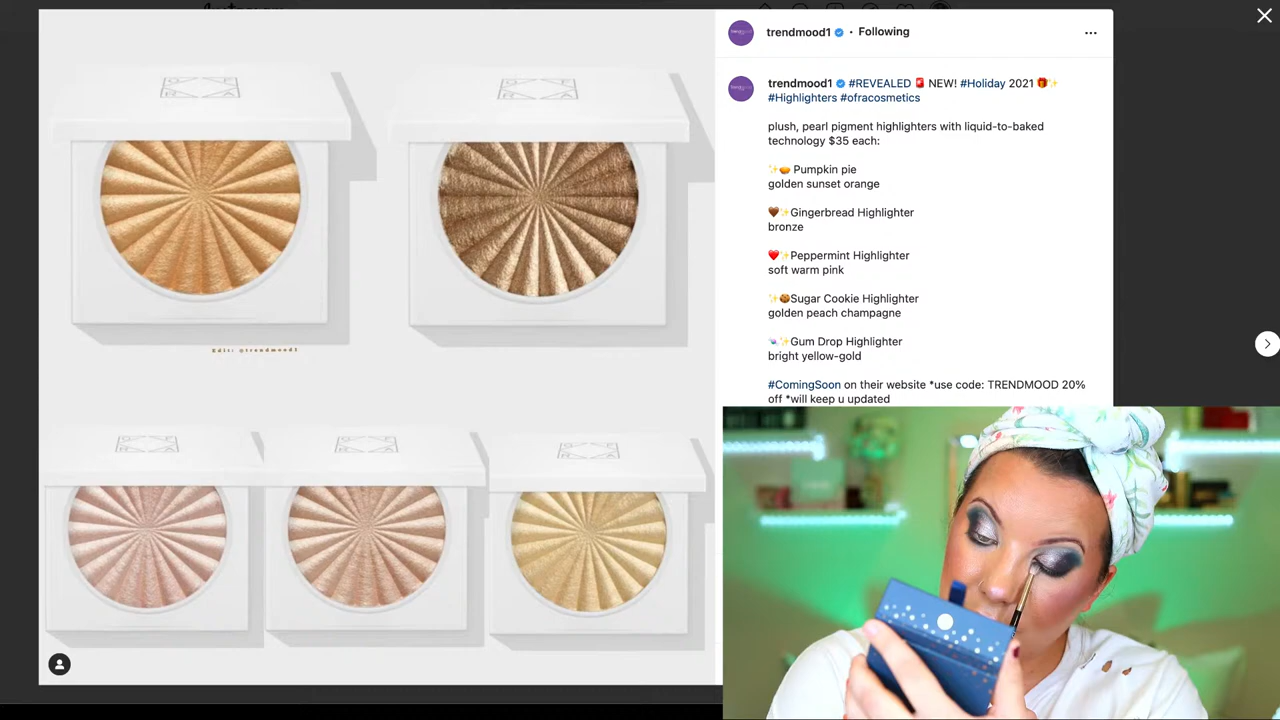 trendmood1 • Following
trendmood1 #REVEALED 🚨 NEW! #Holiday 2021 🎁✨
#Highlighters #ofracosmetics
plush, pearl pigment highlighters with liquid-to-baked
technology $35 each:
✨🥧 Pumpkin pie
golden sunset orange
🤎✨Gingerbread Highlighter
bronze
❤️✨Peppermint Highlighter
soft warm pink
✨🍪Sugar Cookie Highlighter
golden peach champagne
🍬✨Gum Drop Highlighter
bright yellow-gold
#ComingSoon on their website *use code: TRENDMOOD 20%
off *will keep u updated
Edit: @trendmood1